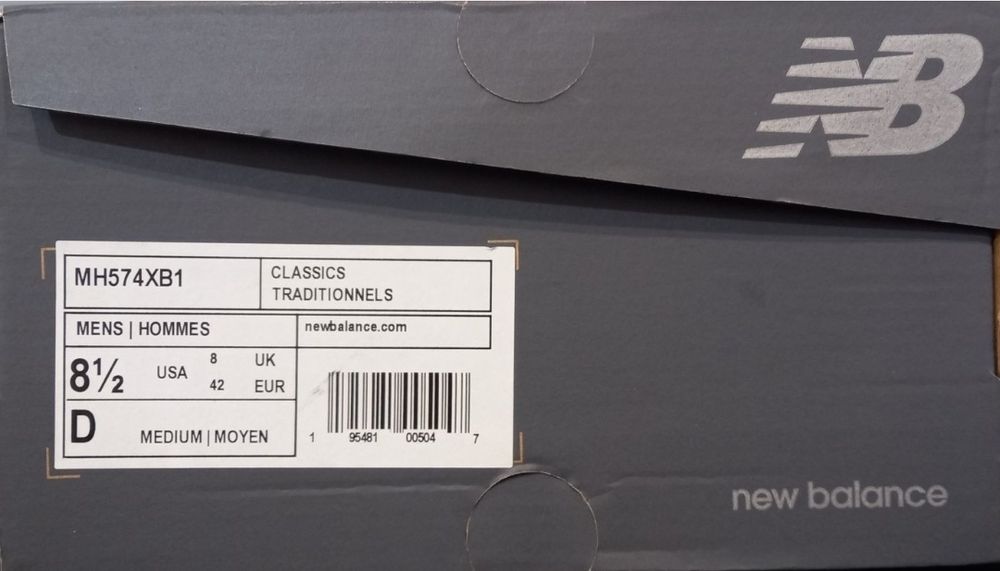 NB
MH574XB1
CLASSICS
TRADITIONNELS
MENS | HOMMES
newbalance.com
8½ USA 8 UK
42 EUR
D MEDIUM | MOYEN
1 95481 00504 7
new balance